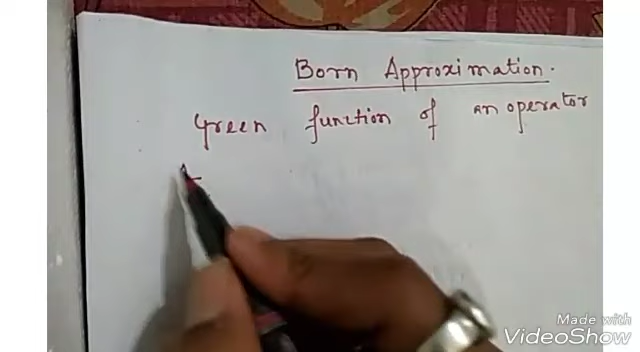 Born Approximation.
Green function of an operator
Made with
VideoShow